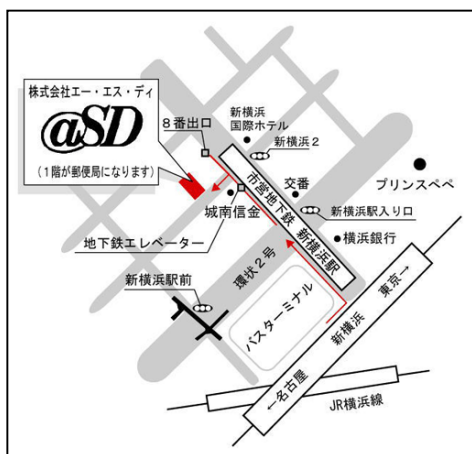 株式会社エー・エス・ディ
@SD
(1階が郵便局になります)
8番出口
新横浜
国際ホテル
新横浜2
プリンスペペ
交番
市営地下鉄 新横浜駅
新横浜駅入り口
城南信金
地下鉄エレベーター
横浜銀行
環状2号
新横浜駅前
バスターミナル
東京→
新横浜
←名古屋
JR横浜線